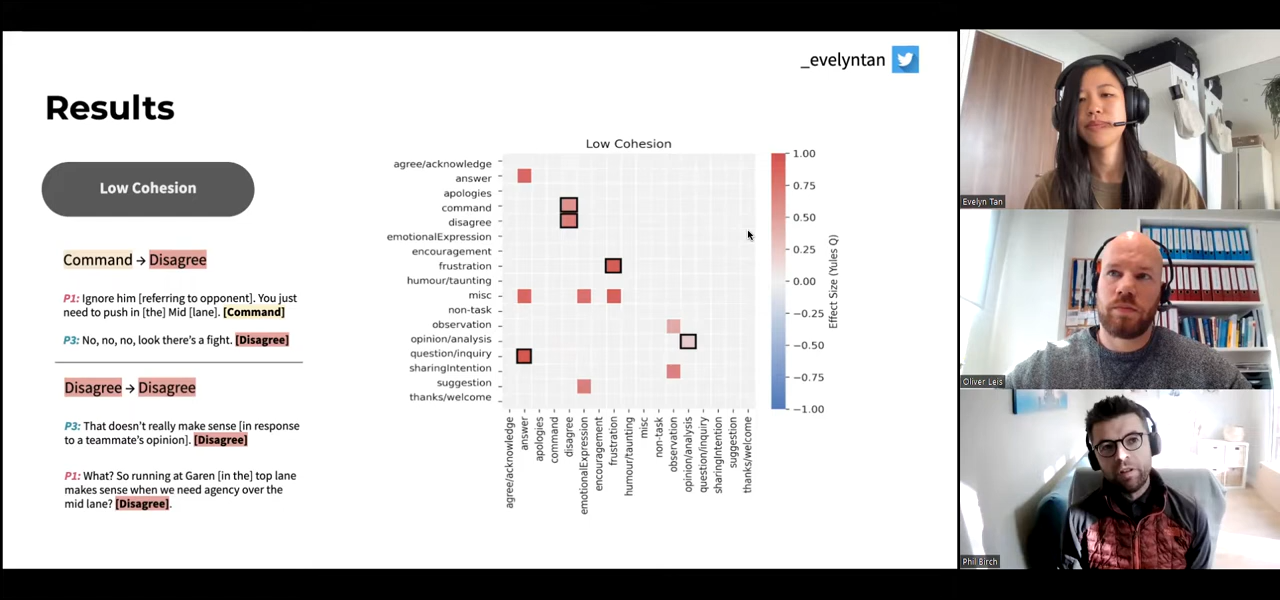 _evelyntan
Results
Low Cohesion
Command → Disagree
P1: Ignore him [referring to opponent]. You just
need to push in [the] Mid [lane]. [Command]
P3: No, no, no, look there's a fight. [Disagree]
Disagree → Disagree
P3: That doesn't really make sense [in response
to a teammate's opinion]. [Disagree]
P1: What? So running at Garen [in the] top lane
makes sense when we need agency over the
mid lane? [Disagree].
Low Cohesion
agree/acknowledge
answer
apologies
command
disagree
emotionalExpression
encouragement
frustration
humour/taunting
misc
non-task
observation
opinion/analysis
question/inquiry
sharingIntention
suggestion
thanks/welcome
agree/acknowledge
answer
apologies
command
disagree
emotionalExpression
encouragement
frustration
humour/taunting
misc
non-task
observation
opinion/analysis
question/inquiry
sharingIntention
suggestion
thanks/welcome
1.00
0.75
0.50
0.25
0.00
−0.25
−0.50
−0.75
−1.00
Effect Size (Yules Q)
Evelyn Tan
Oliver Leis
Phil Birch